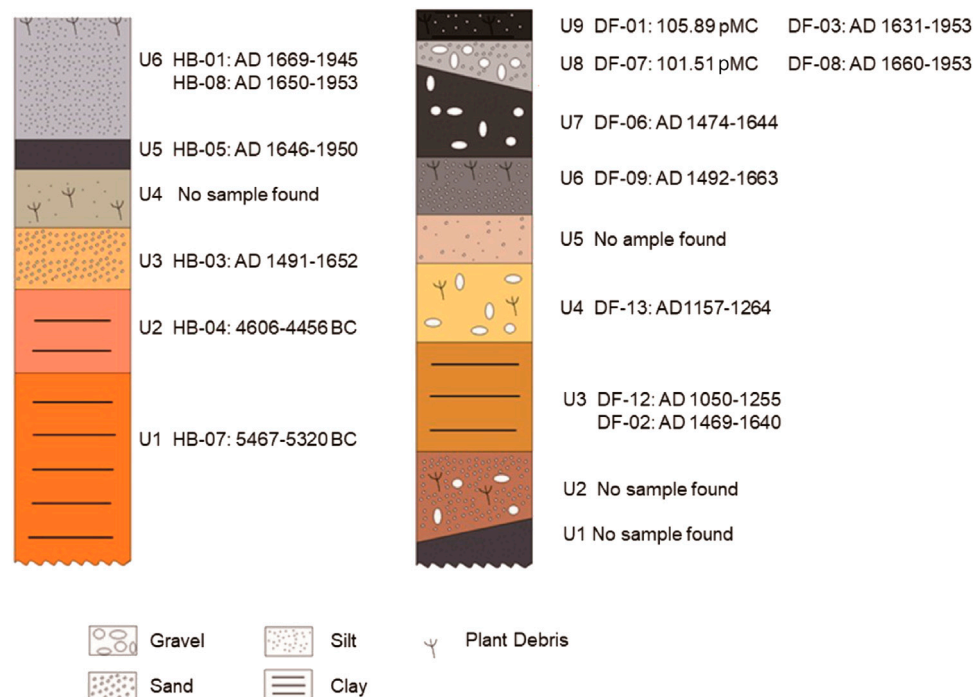 U6 HB-01: AD 1669-1945
HB-08: AD 1650-1953
U5 HB-05: AD 1646-1950
U4 No sample found
U3 HB-03: AD 1491-1652
U2 HB-04: 4606-4456 BC
U1 HB-07: 5467-5320 BC
U9 DF-01: 105.89 pMC DF-03: AD 1631-1953
U8 DF-07: 101.51 pMC DF-08: AD 1660-1953
U7 DF-06: AD 1474-1644
U6 DF-09: AD 1492-1663
U5 No ample found
U4 DF-13: AD1157-1264
U3 DF-12: AD 1050-1255
DF-02: AD 1469-1640
U2 No sample found
U1 No sample found
Gravel
Silt
Plant Debris
Sand
Clay